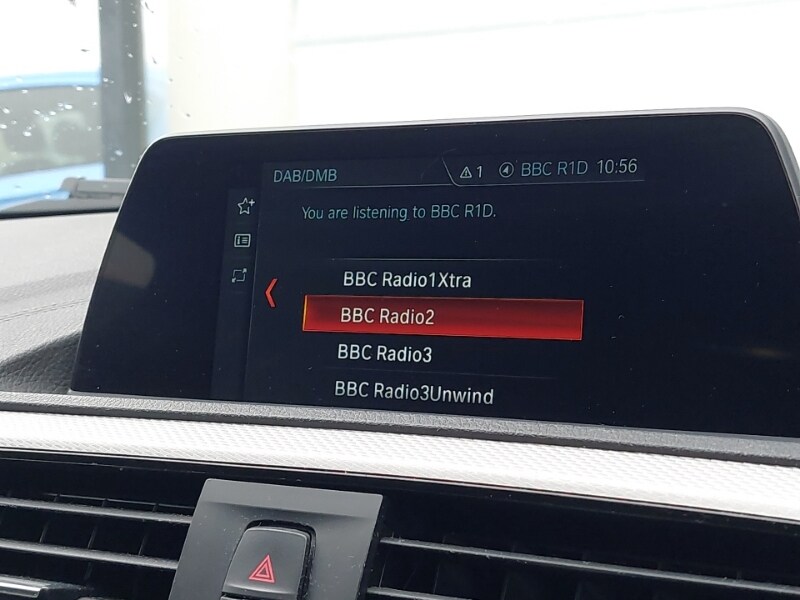 DAB/DMB 1 BBC R1D 10:56
You are listening to BBC R1D.
BBC Radio1Xtra
BBC Radio2
BBC Radio3
BBC Radio3Unwind